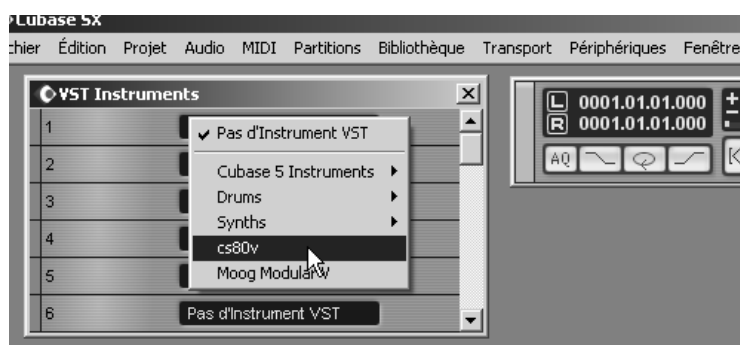 Cubase SX
chier Édition Projet Audio MIDI Partitions Bibliothèque Transport Périphériques Fenêtre
VST Instruments
1
✓ Pas d'Instrument VST
2
Cubase 5 Instruments
3
Drums
Synths
4
cs80v
5
Moog Modular V
6
Pas d'Instrument VST
L 0001.01.01.000
R 0001.01.01.000
AQ